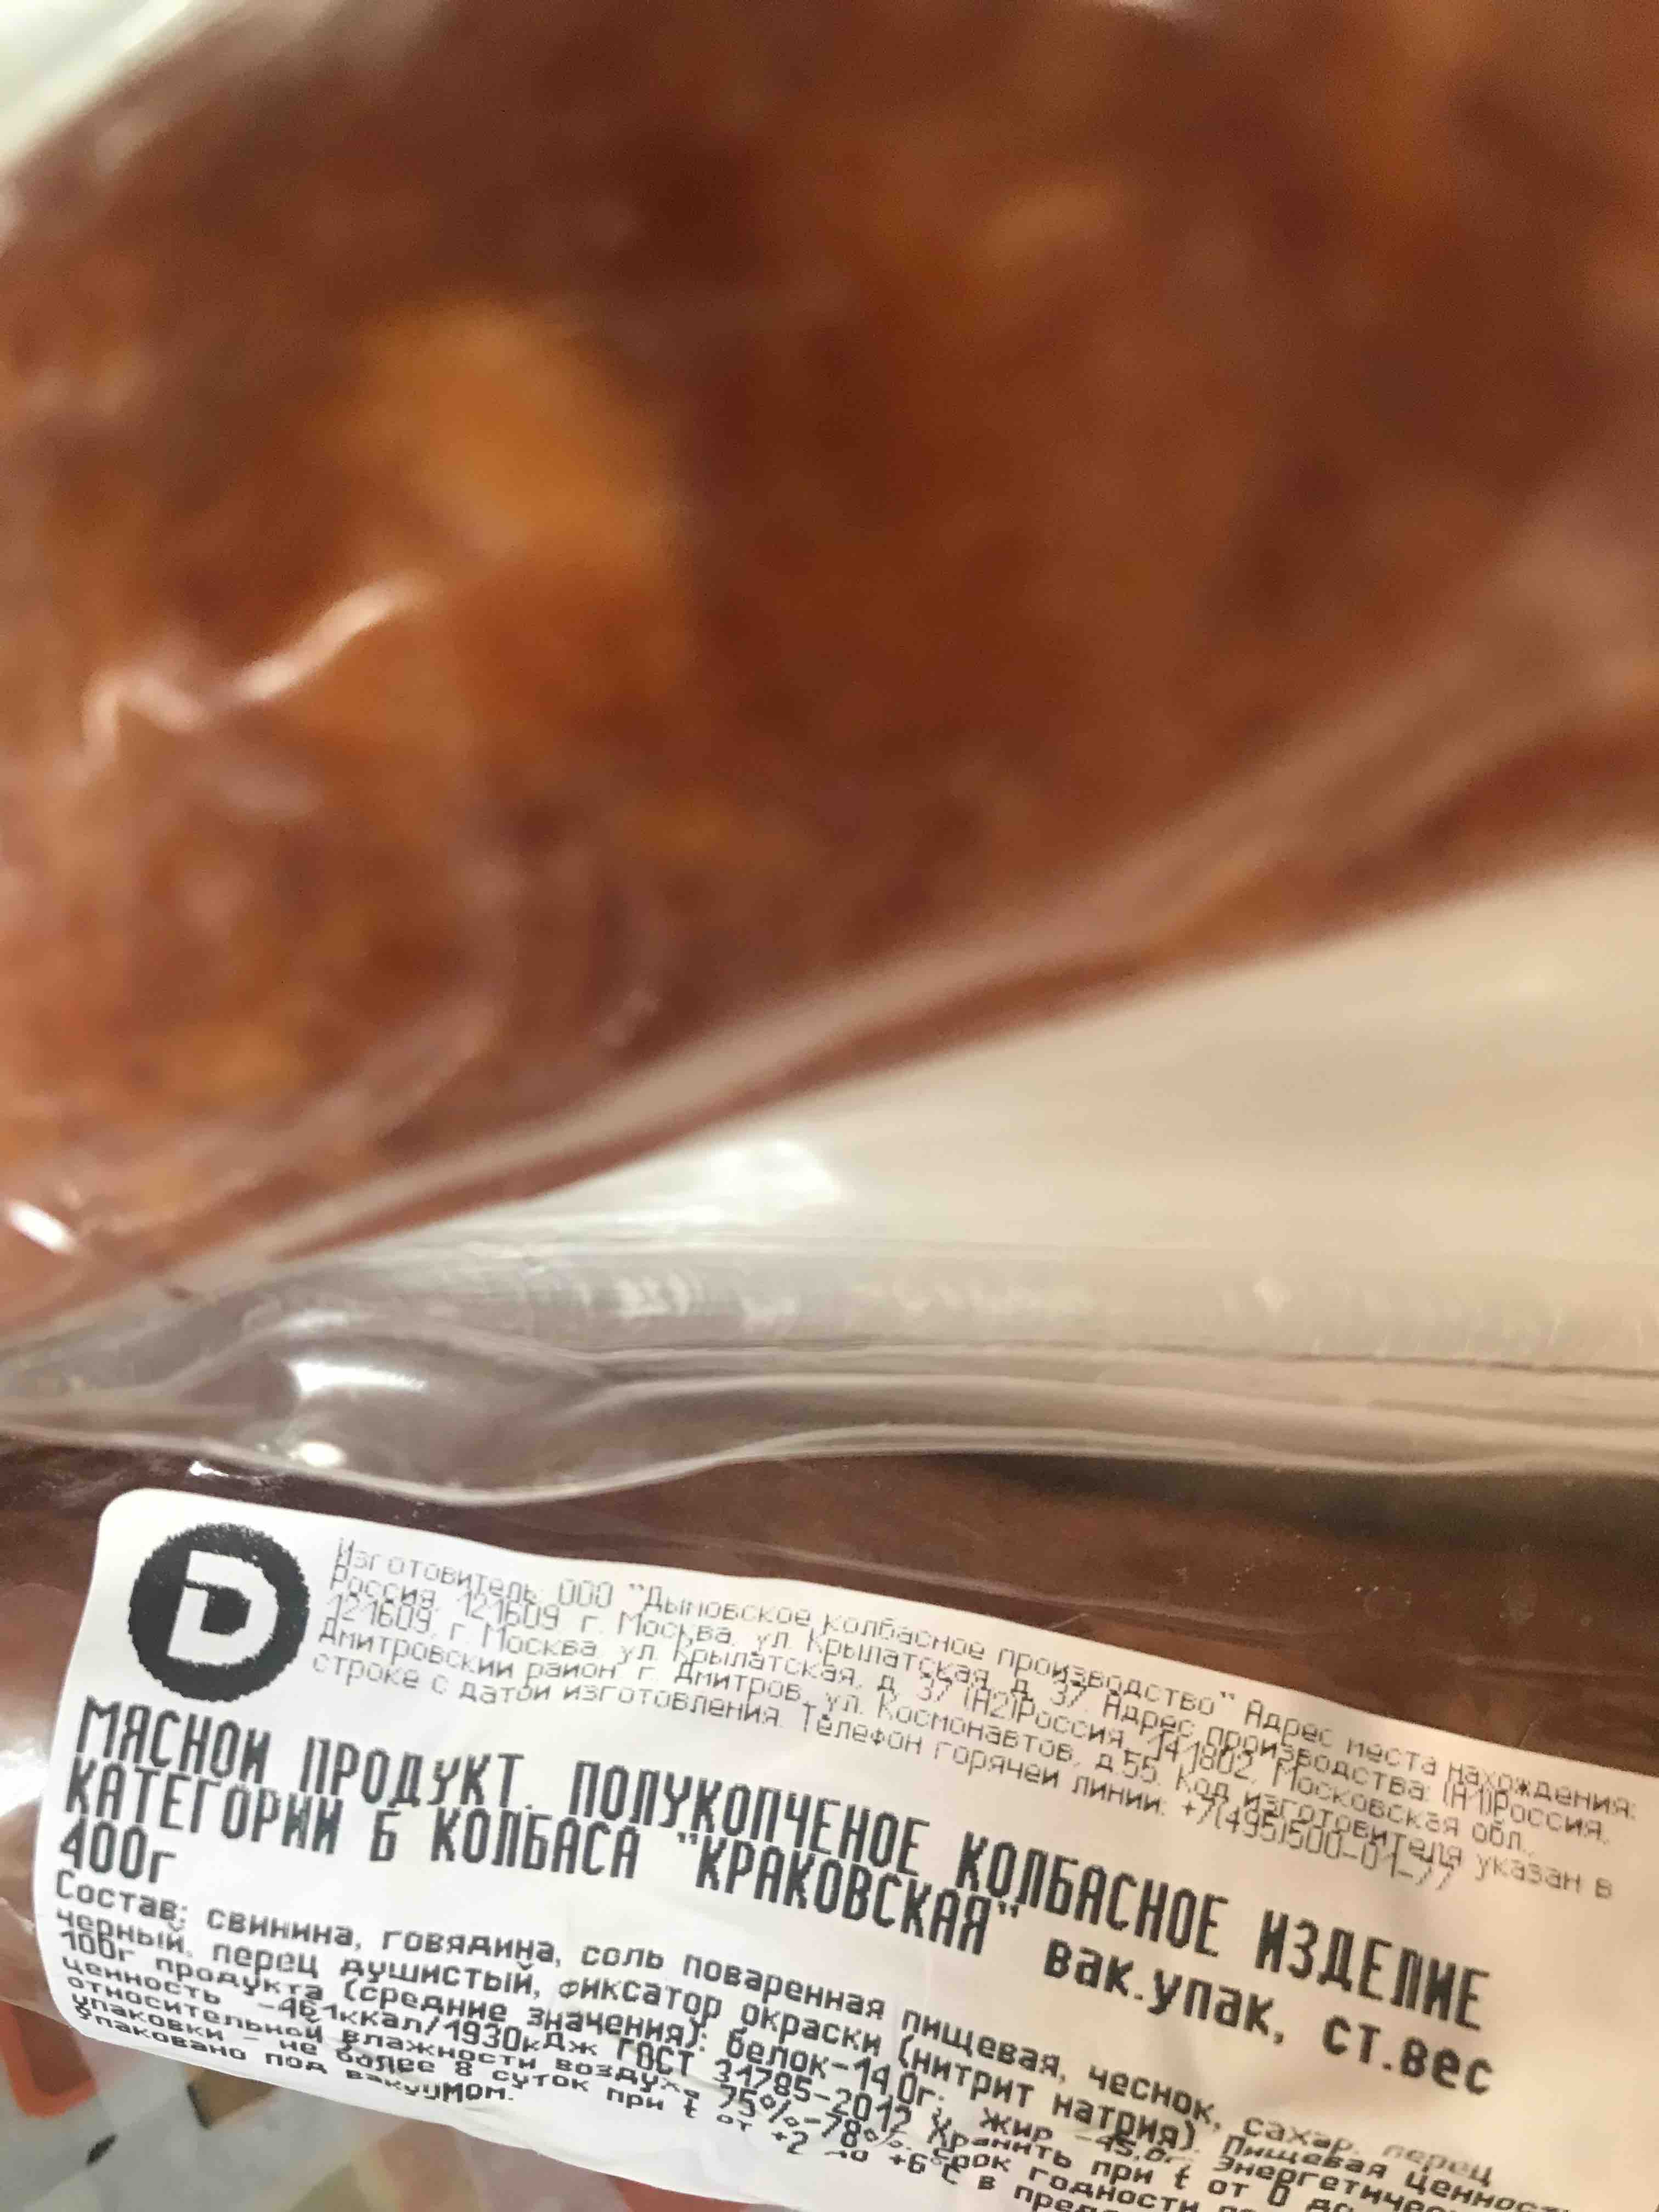 D
Изготовитель: ООО "Дымовское колбасное производство" Адрес места нахождения:
Россия, 121609, г. Москва, ул. Крылатская, д. 37. Адрес производства: (H1)Россия,
121609, г. Москва, ул. Крылатская, д. 37 (H2)Россия, 141802, Московская обл.,
Дмитровский район г. Дмитров, ул. Космонавтов, д.55. Код изготовителя указан в
строке с датой изготовления. Телефон горячей линии: +7(495)500-01-77
МЯСНОЙ ПРОДУКТ. ПОЛУКОПЧЕНОЕ КОЛБАСНОЕ ИЗДЕЛИЕ
КАТЕГОРИИ Б КОЛБАСА "КРАКОВСКАЯ" вак.упак, ст.вес
400г
Состав: свинина, говядина, соль поваренная пищевая, чеснок, сахар, перец
черный, перец душистый, фиксатор окраски (нитрит натрия). Пищевая
100г продукта (средние значения): белок-14,0г; жир -45,0г.
ценность -461ккал/1930кДж ГОСТ 31785-2012 Хранить при t от 0 до
относительной влажности воздуха 75%-78%. Срок годности
упаковки - не более 8 суток при t от +2 до +6°C в
Упаковано под вакуумом.